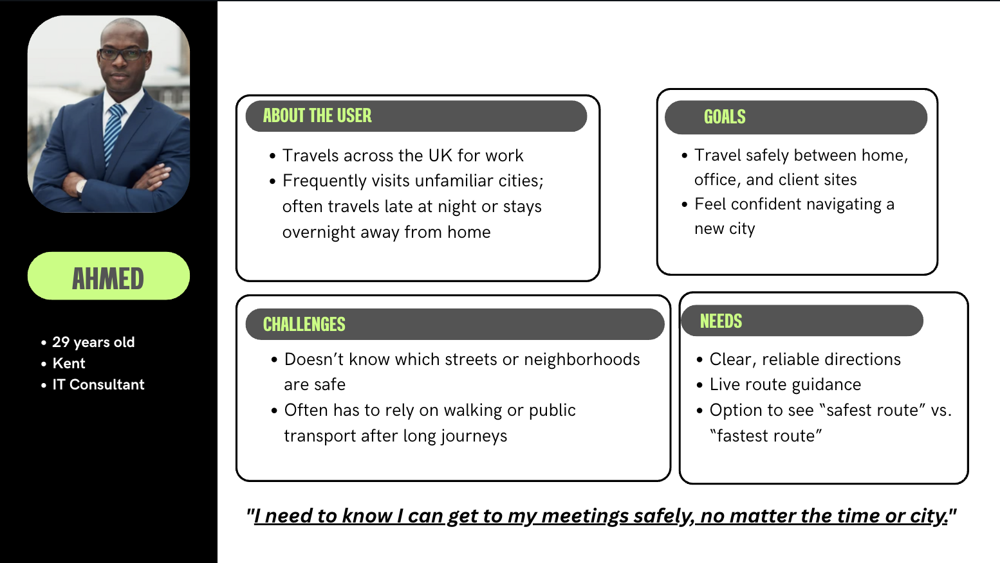 AHMED
• 29 years old
• Kent
• IT Consultant
ABOUT THE USER
• Travels across the UK for work
• Frequently visits unfamiliar cities;
often travels late at night or stays
overnight away from home
GOALS
• Travel safely between home,
office, and client sites
• Feel confident navigating a
new city
CHALLENGES
• Doesn’t know which streets or neighborhoods
are safe
• Often has to rely on walking or public
transport after long journeys
NEEDS
• Clear, reliable directions
• Live route guidance
• Option to see “safest route” vs.
“fastest route”
"I need to know I can get to my meetings safely, no matter the time or city."